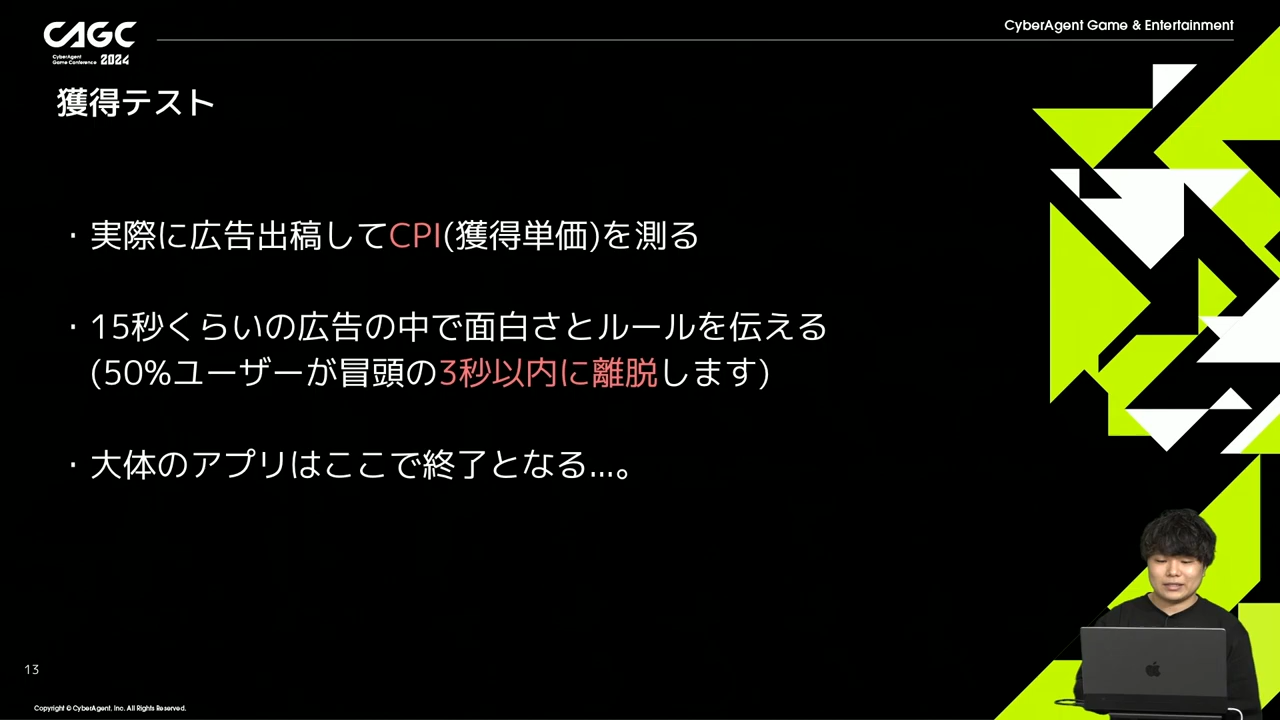 CAGC
CyberAgent
Game Conference 2024
CyberAgent Game & Entertainment
獲得テスト
・実際に広告出稿してCPI(獲得単価)を測る
・15秒くらいの広告の中で面白さとルールを伝える
(50%ユーザーが冒頭の3秒以内に離脱します)
・大体のアプリはここで終了となる...。
13
Copyright © CyberAgent. Inc. All Rights Reserved.